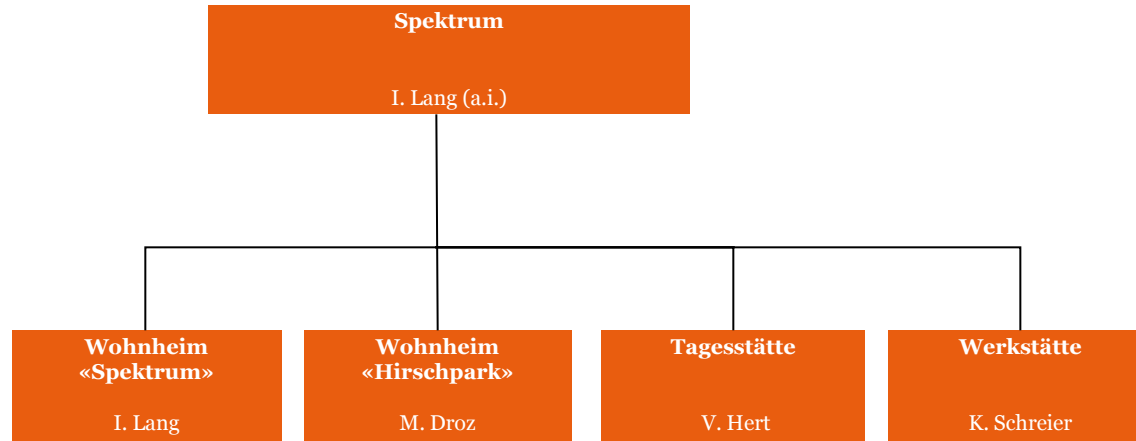 Spektrum
I. Lang (a.i.)
Wohnheim
«Spektrum»
I. Lang
Wohnheim
«Hirschpark»
M. Droz
Tagesstätte
V. Hert
Werkstätte
K. Schreier